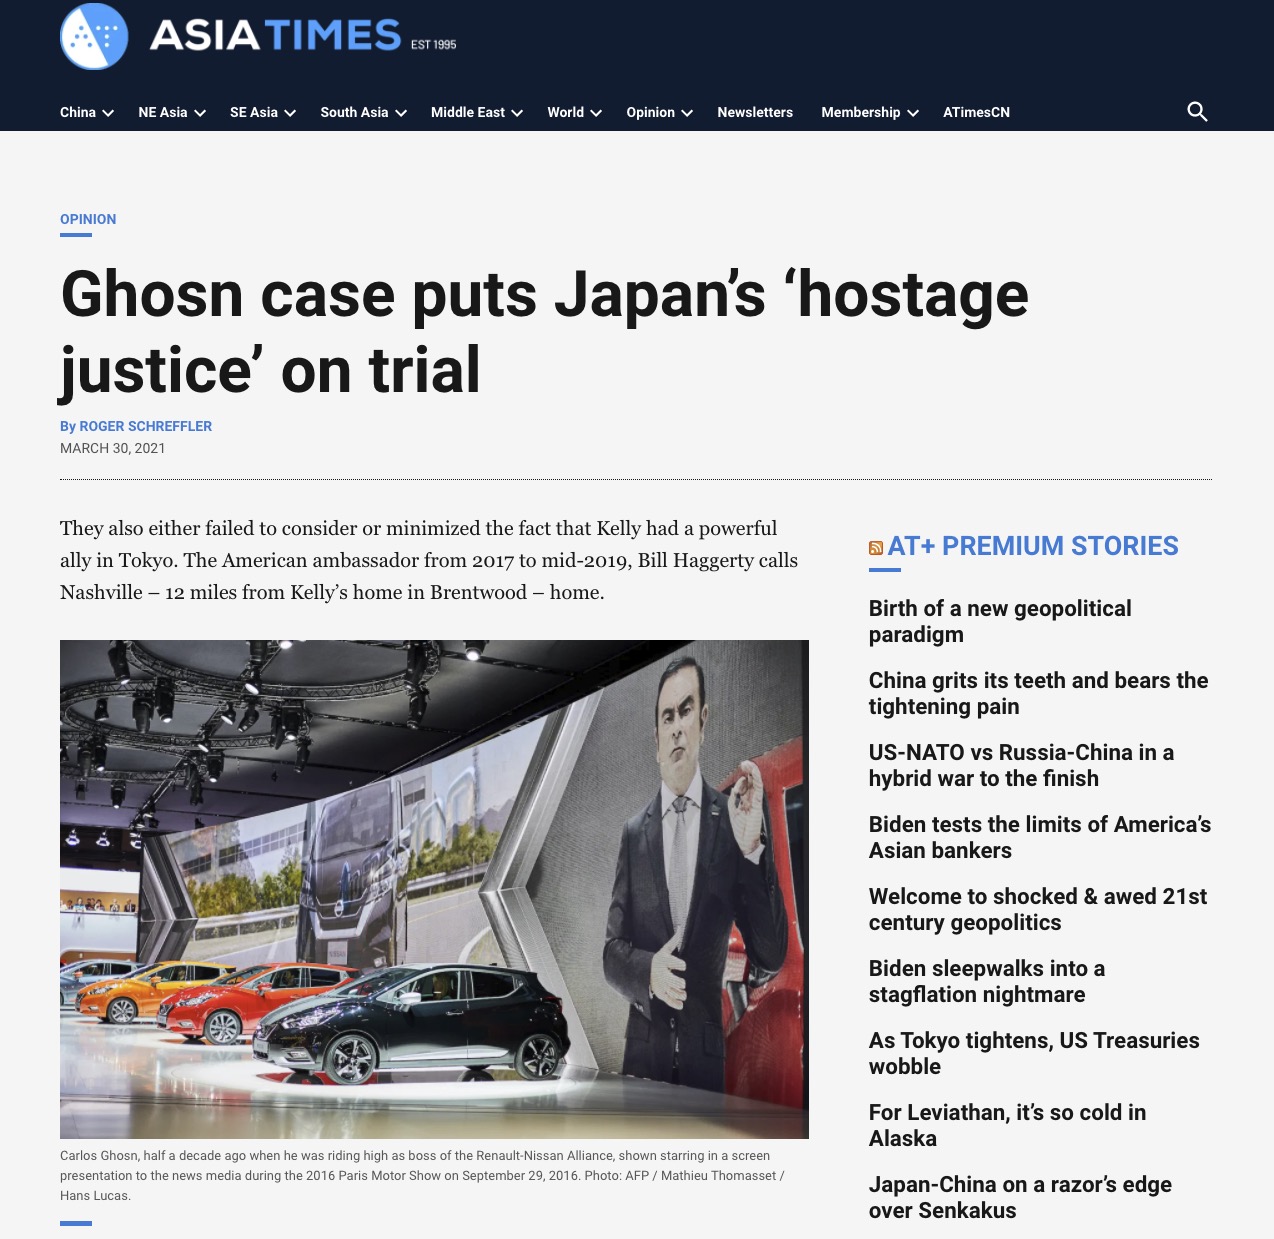 ASIA TIMES EST 1995
China NE Asia SE Asia South Asia Middle East World Opinion Newsletters Membership ATimesCN
OPINION
Ghosn case puts Japan’s ‘hostage
justice’ on trial
By ROGER SCHREFFLER
MARCH 30, 2021
They also either failed to consider or minimized the fact that Kelly had a powerful
ally in Tokyo. The American ambassador from 2017 to mid-2019, Bill Haggerty calls
Nashville – 12 miles from Kelly’s home in Brentwood – home.
Carlos Ghosn, half a decade ago when he was riding high as boss of the Renault-Nissan Alliance, shown starring in a screen
presentation to the news media during the 2016 Paris Motor Show on September 29, 2016. Photo: AFP / Mathieu Thomasset /
Hans Lucas.
AT+ PREMIUM STORIES
Birth of a new geopolitical
paradigm
China grits its teeth and bears the
tightening pain
US-NATO vs Russia-China in a
hybrid war to the finish
Biden tests the limits of America’s
Asian bankers
Welcome to shocked & awed 21st
century geopolitics
Biden sleepwalks into a
stagflation nightmare
As Tokyo tightens, US Treasuries
wobble
For Leviathan, it’s so cold in
Alaska
Japan-China on a razor’s edge
over Senkakus